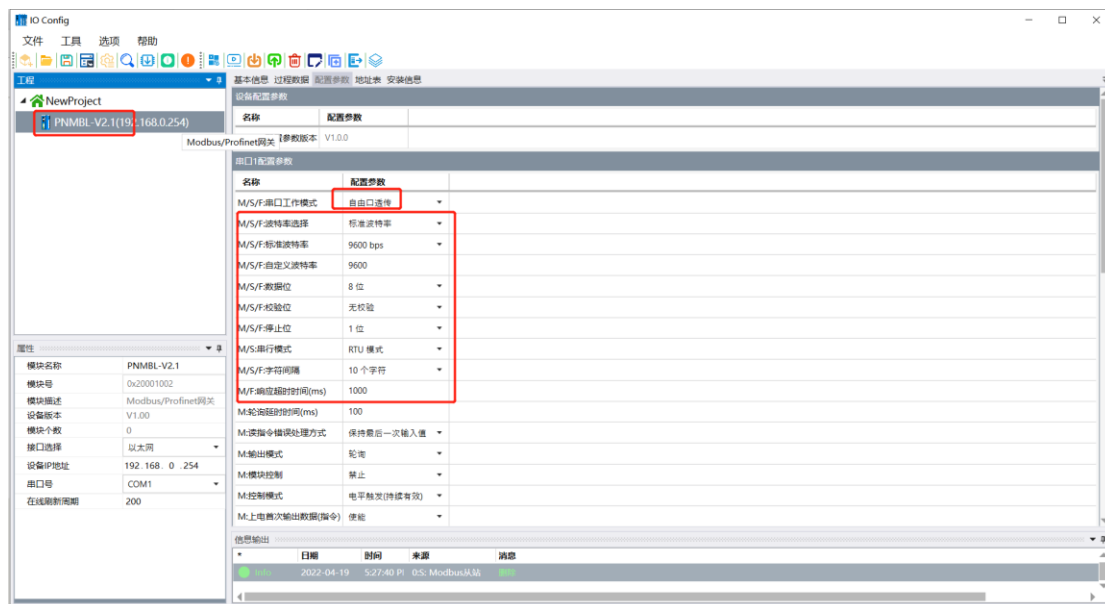 IO Config
文件 工具 选项 帮助
工程
NewProject
PNMBL-V2.1(192.168.0.254)
Modbus/Profinet网关
属性
模块名称 PNMBL-V2.1
模块号 0x20001002
模块描述 Modbus/Profinet网关
设备版本 V1.00
模块个数 0
接口选择 以太网
设备IP地址 192.168. 0 .254
串口号 COM1
在线刷新周期 200
基本信息 过程数据 配置参数 地址表 安装信息
设备配置参数
名称 配置参数
参数版本 V1.0.0
串口1配置参数
名称 配置参数
M/S/F:串口工作模式 自由口透传
M/S/F:波特率选择 标准波特率
M/S/F:标准波特率 9600 bps
M/S/F:自定义波特率 9600
M/S/F:数据位 8 位
M/S/F:校验位 无校验
M/S/F:停止位 1 位
M/S:串行模式 RTU 模式
M/S/F:字符间隔 10 个字符
M/F:响应超时时间(ms) 1000
M:轮询延时时间(ms) 100
M:读指令错误处理方式 保持最后一次输入值
M:输出模式 轮询
M:模块控制 禁止
M:控制模式 电平触发(持续有效)
M:上电首次输出数据(指令) 使能
信息输出
* 日期 时间 来源 消息
Info 2022-04-19 5:27:40 P 0:S: Modbus从站 删除